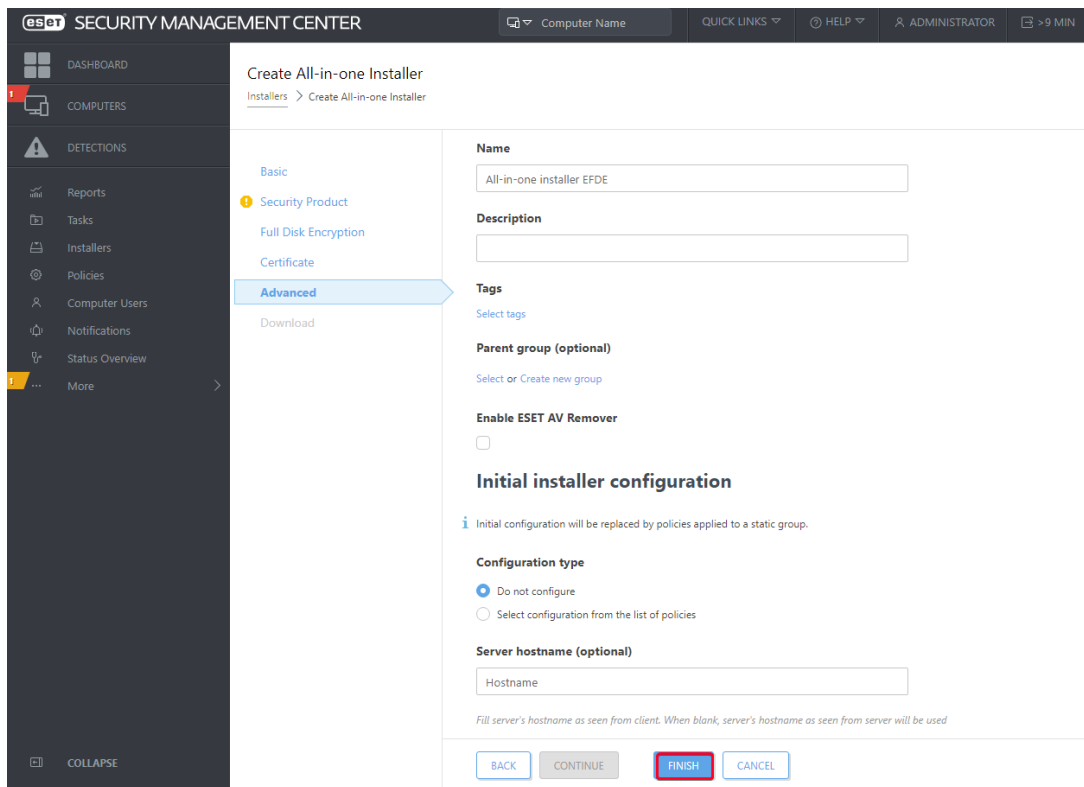 eset SECURITY MANAGEMENT CENTER
Computer Name
QUICK LINKS
HELP
ADMINISTRATOR
>9 MIN
DASHBOARD
1
COMPUTERS
DETECTIONS
Reports
Tasks
Installers
Policies
Computer Users
Notifications
Status Overview
1
More
COLLAPSE
Create All-in-one Installer
Installers > Create All-in-one Installer
Basic
Security Product
Full Disk Encryption
Certificate
Advanced
Download
Name
All-in-one installer EFDE
Description
Tags
Select tags
Parent group (optional)
Select or Create new group
Enable ESET AV Remover
Initial installer configuration
Initial configuration will be replaced by policies applied to a static group.
Configuration type
Do not configure
Select configuration from the list of policies
Server hostname (optional)
Hostname
Fill server's hostname as seen from client. When blank, server's hostname as seen from server will be used
BACK
CONTINUE
FINISH
CANCEL